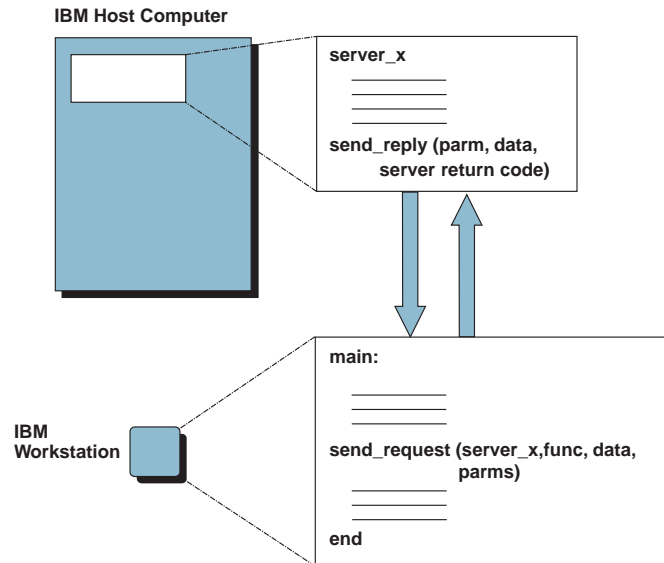 IBM Host Computer
server_x
send_reply (parm, data,
server return code)
main:
IBM
Workstation
send_request (server_x,func, data,
parms)
end